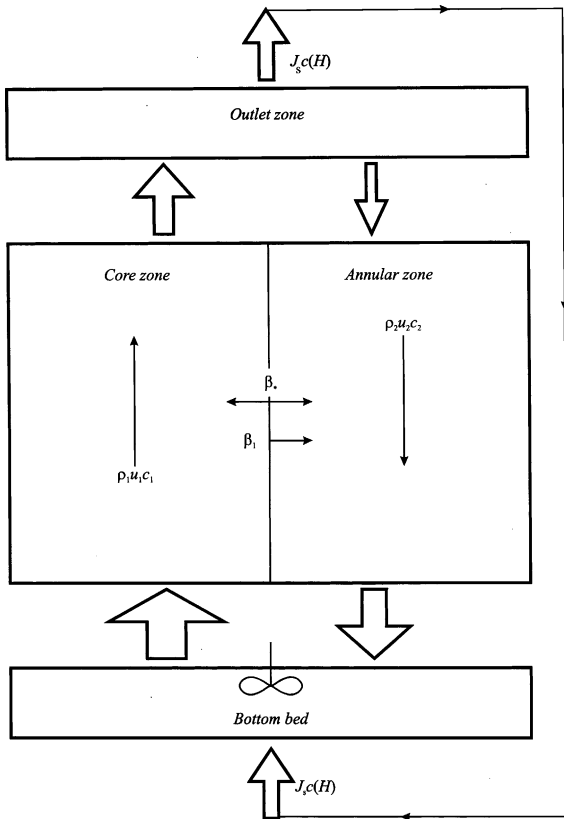 Jₛc(H)
Outlet zone
Core zone
Annular zone
ρ₂u₂c₂
β*
β₁
ρ₁u₁c₁
Bottom bed
Jₛc(H)